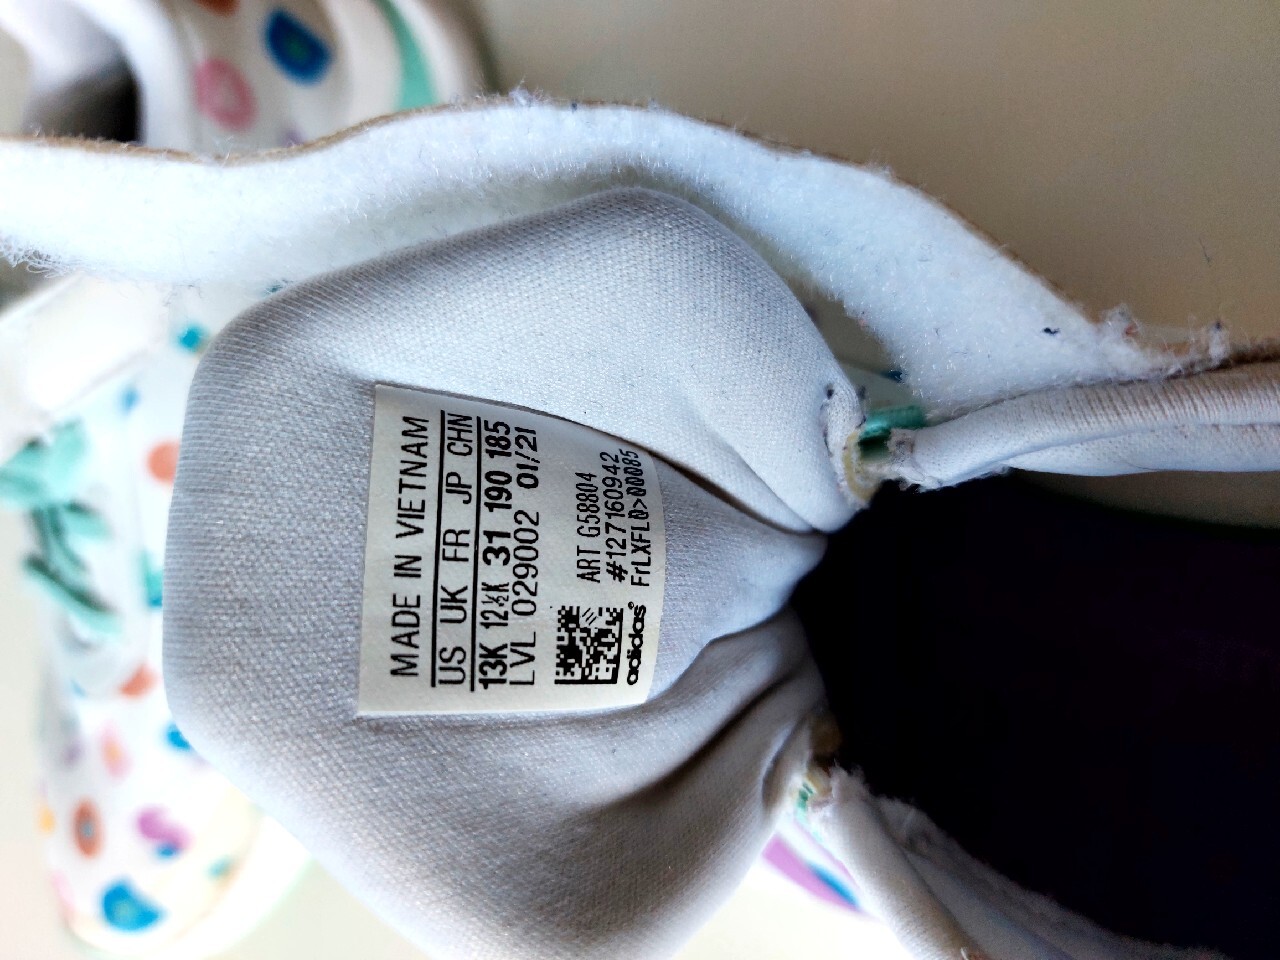 MADE IN VIETNAM
US UK FR JP CHN
13K 12½K 31 190 185
LVL 029002 01/21
ART G58804
#127160942
FrLXFL0>00085
adidas®